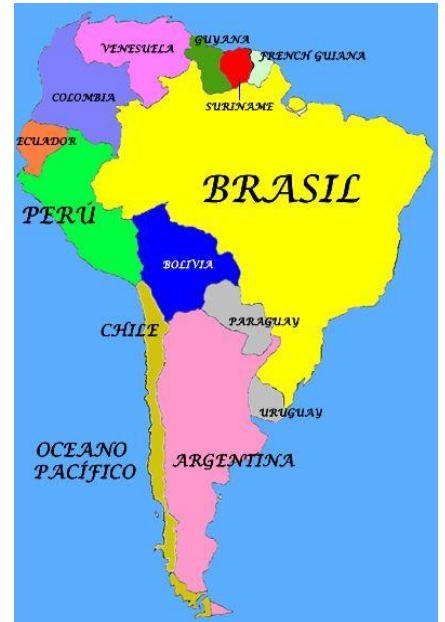 GUYANA
VENESUELA
FRENCH GUIANA
COLOMBIA
SURINAME
ECUADOR
BRASIL
PERÚ
BOLIVIA
PARAGUAY
CHILE
URUGUAY
OCEANO
PACÍFICO
ARGENTINA